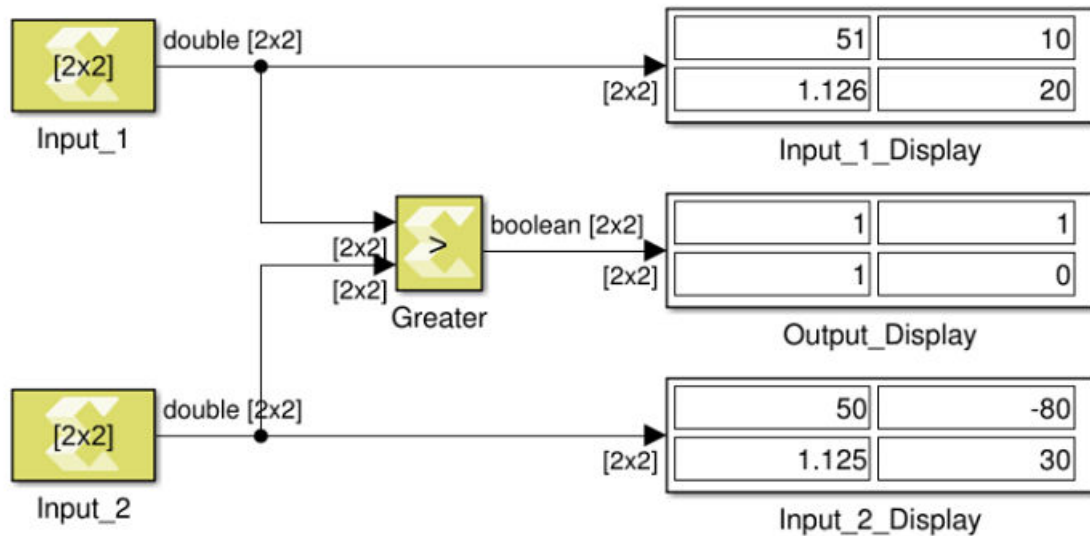 [2x2]
Input_1
double [2x2]
[2x2]
51 10
1.126 20
Input_1_Display
[2x2]
[2x2]
>
Greater
boolean [2x2]
[2x2]
1 1
1 0
Output_Display
[2x2]
Input_2
double [2x2]
[2x2]
50 -80
1.125 30
Input_2_Display